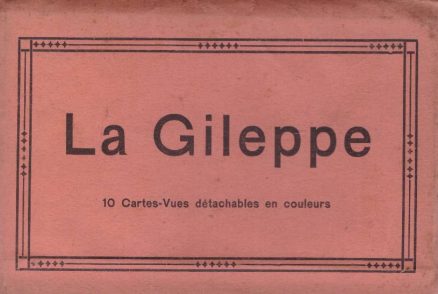 La Gileppe
10 Cartes-Vues détachables en couleurs